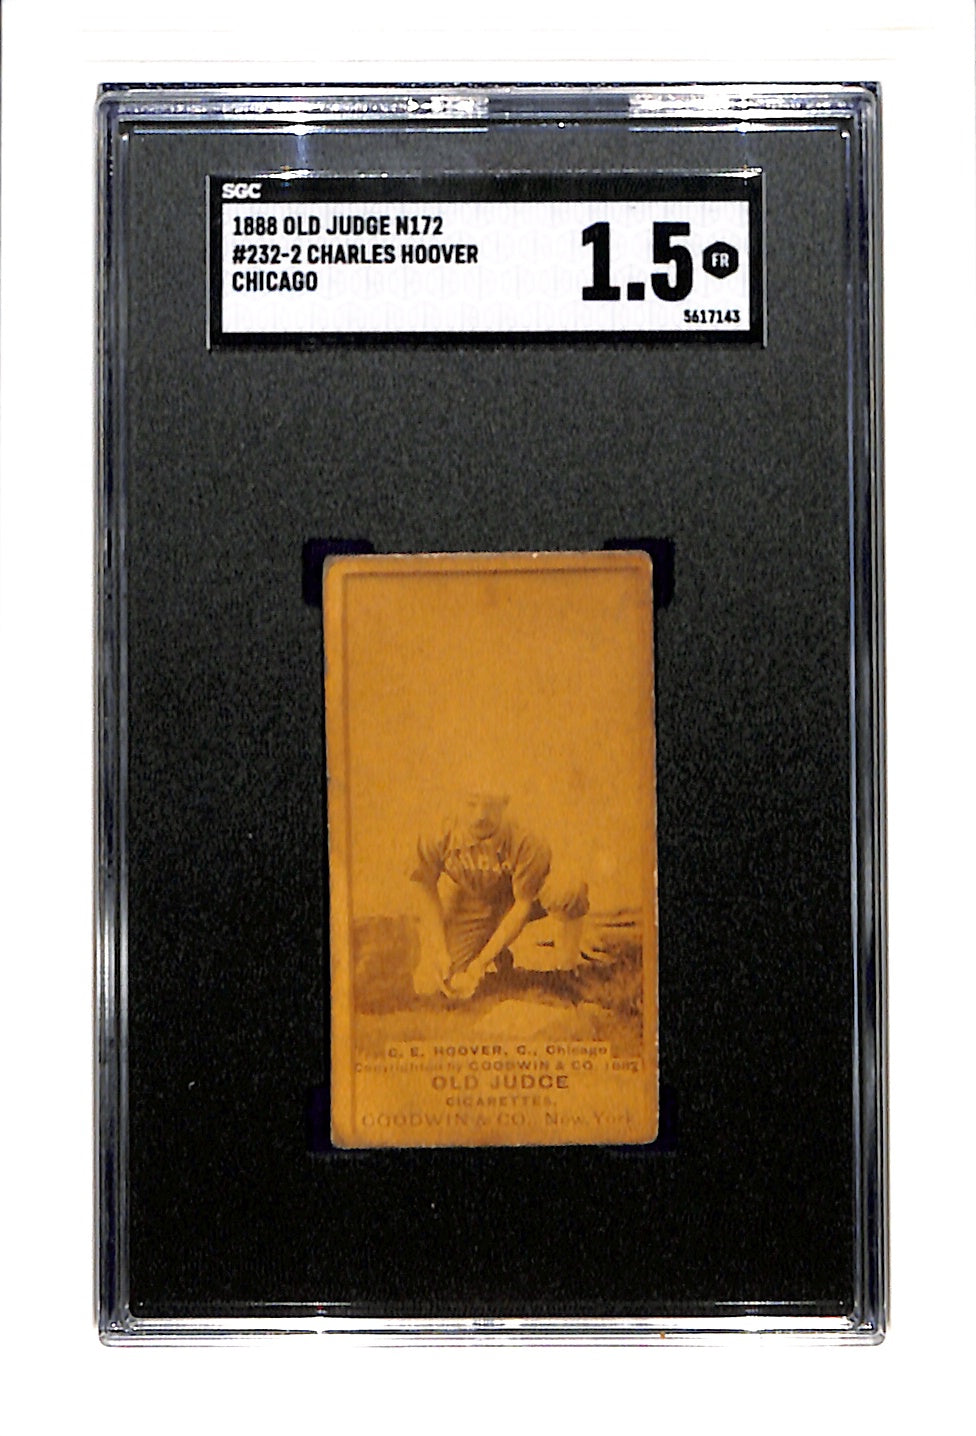 SGC
1888 OLD JUDGE N172
#232-2 CHARLES HOOVER
CHICAGO
1.5 FR
5617143
CHICAGO
C. E. HOOVER, C., Chicago
Copyrighted by GOODWIN & CO. 1887
OLD JUDGE
CIGARETTES.
GOODWIN & CO., New York.